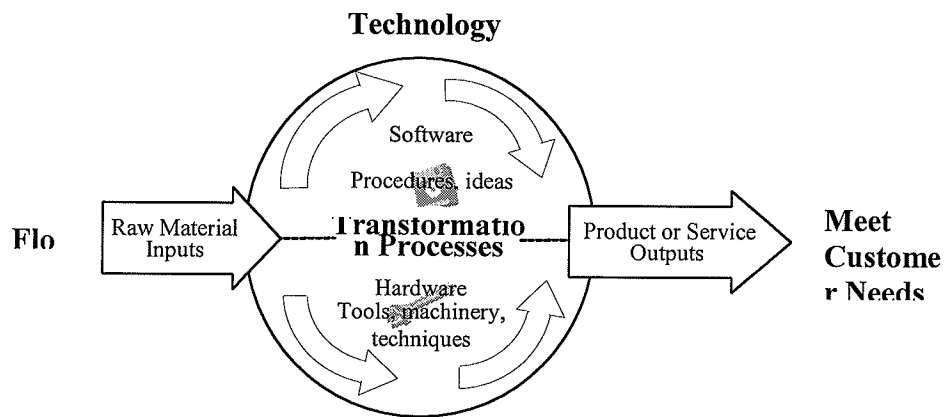 Technology
Software
Procedures, ideas
Flo
Raw Material
Inputs
Transformatio
n Processes
Product or Service
Outputs
Meet
Custome
r Needs
Hardware
Tools, machinery,
techniques